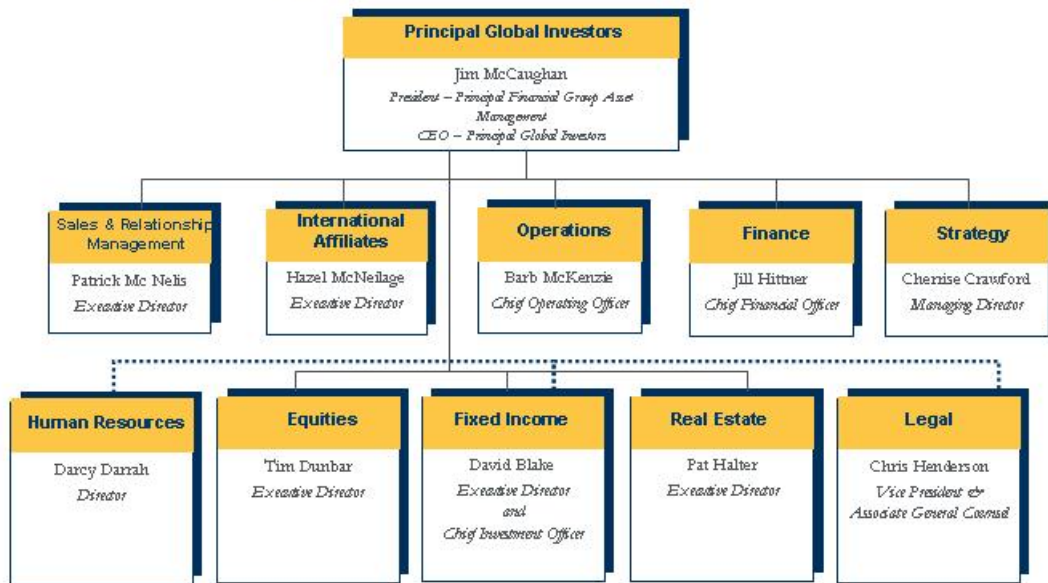 Principal Global Investors
Jim McCaughan
President – Principal Financial Group Asset
Management
CEO – Principal Global Investors
Sales & Relationship
Management
Patrick Mc Nelis
Executive Director
International
Affiliates
Hazel McNeilage
Executive Director
Operations
Barb McKenzie
Chief Operating Officer
Finance
Jill Hittner
Chief Financial Officer
Strategy
Cherrise Crawford
Managing Director
Human Resources
Darcy Darrah
Director
Equities
Tim Dunbar
Executive Director
Fixed Income
David Blake
Executive Director
and
Chief Investment Officer
Real Estate
Pat Halter
Executive Director
Legal
Chris Henderson
Vice President &
Associate General Counsel